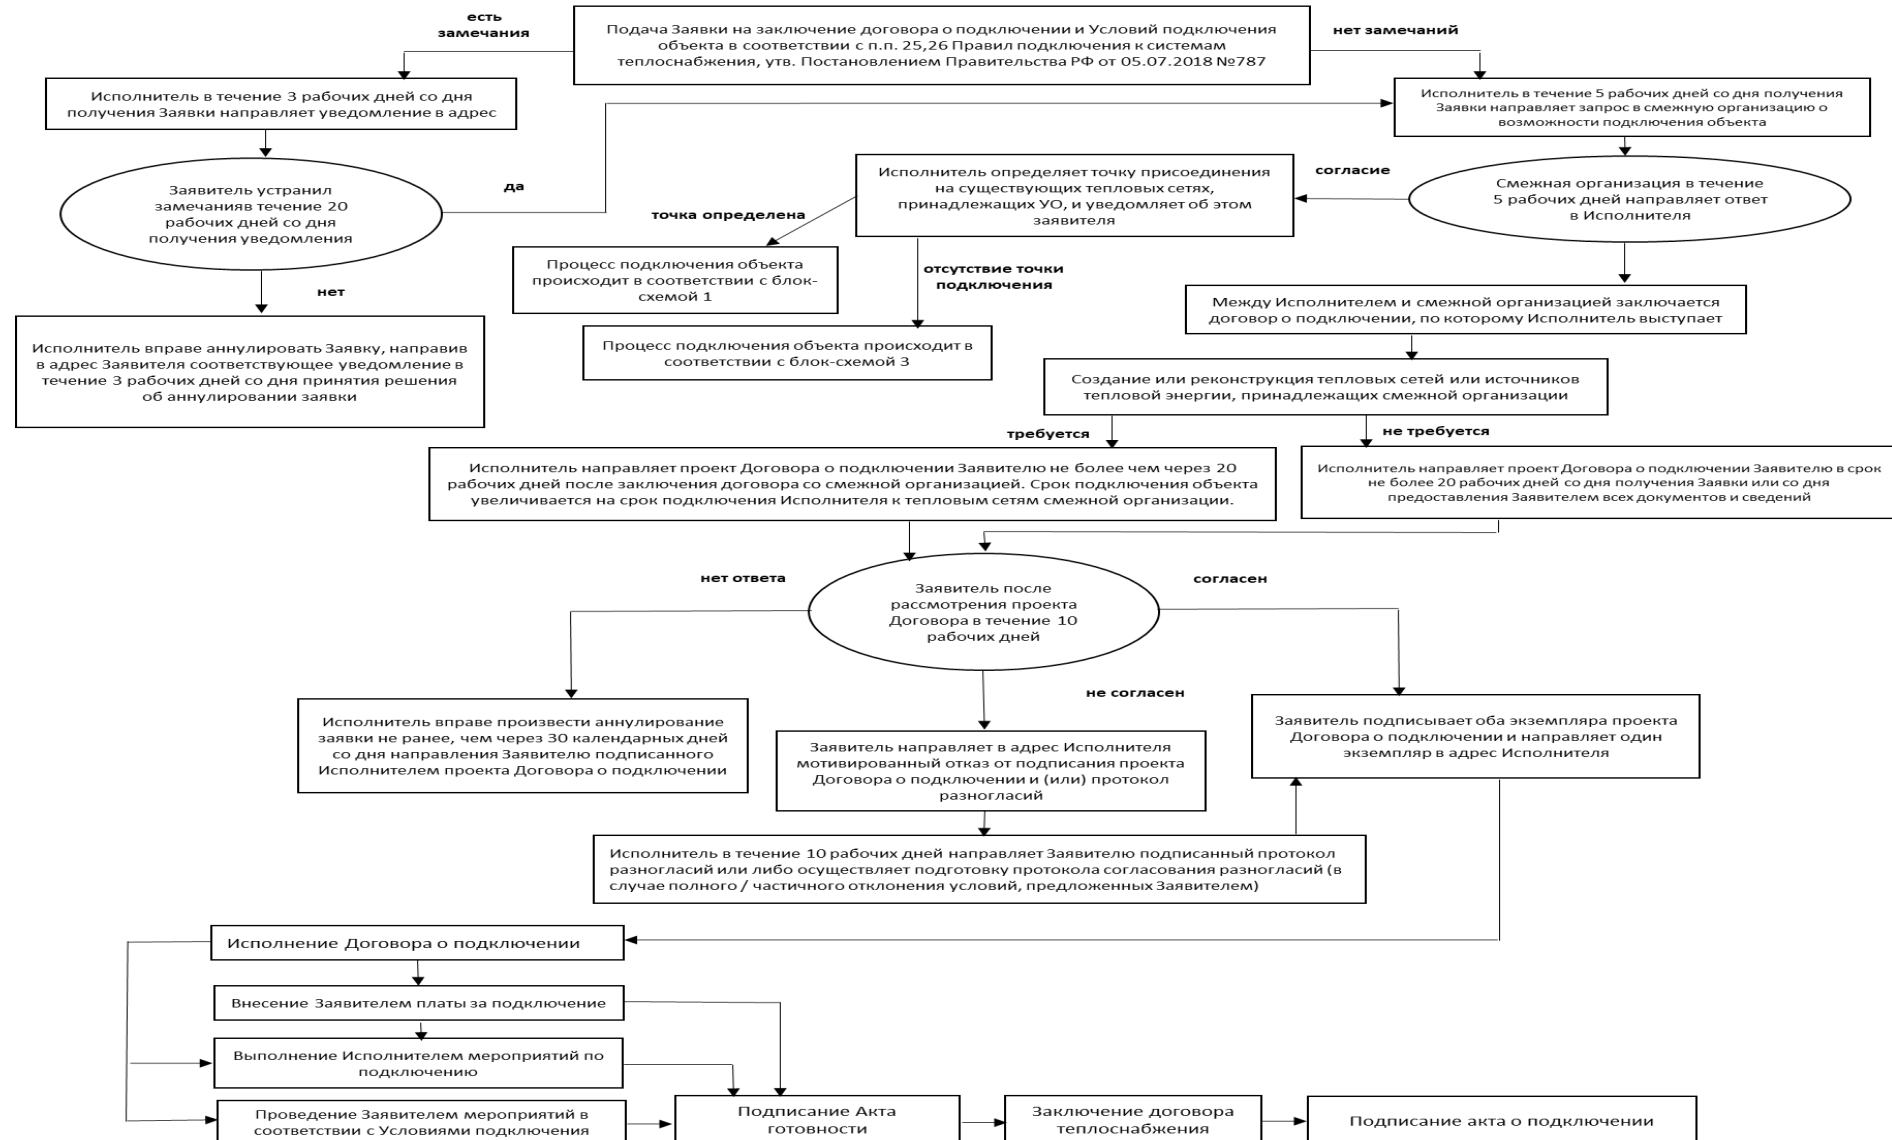 есть
замечания
Подача Заявки на заключение договора о подключении и Условий подключения
объекта в соответствии с п.п. 25,26 Правил подключения к системам
теплоснабжения, утв. Постановлением Правительства РФ от 05.07.2018 №787
нет замечаний
Исполнитель в течение 3 рабочих дней со дня
получения Заявки направляет уведомление в адрес
Исполнитель в течение 5 рабочих дней со дня получения
Заявки направляет запрос в смежную организацию о
возможности подключения объекта
Заявитель устранил
замечанияв течение 20
рабочих дней со дня
получения уведомления
да
нет
Исполнитель вправе аннулировать Заявку, направив
в адрес Заявителя соответствующее уведомление в
течение 3 рабочих дней со дня принятия решения
об аннулировании заявки
Исполнитель определяет точку присоединения
на существующих тепловых сетях,
принадлежащих УО, и уведомляет об этом
заявителя
согласие
Смежная организация в течение
5 рабочих дней направляет ответ
в Исполнителя
точка определена
Процесс подключения объекта
происходит в соответствии с блок-
схемой 1
отсутствие точки
подключения
Процесс подключения объекта происходит в
соответствии с блок-схемой 3
Между Исполнителем и смежной организацией заключается
договор о подключении, по которому Исполнитель выступает
Создание или реконструкция тепловых сетей или источников
тепловой энергии, принадлежащих смежной организации
требуется
не требуется
Исполнитель направляет проект Договора о подключении Заявителю не более чем через 20
рабочих дней после заключения договора со смежной организацией. Срок подключения объекта
увеличивается на срок подключения Исполнителя к тепловым сетям смежной организации.
Исполнитель направляет проект Договора о подключении Заявителю в срок
не более 20 рабочих дней со дня получения Заявки или со дня
предоставления Заявителем всех документов и сведений
нет ответа
Заявитель после
рассмотрения проекта
Договора в течение 10
рабочих дней
согласен
не согласен
Исполнитель вправе произвести аннулирование
заявки не ранее, чем через 30 календарных дней
со дня направления Заявителю подписанного
Исполнителем проекта Договора о подключении
Заявитель направляет в адрес Исполнителя
мотивированный отказ от подписания проекта
Договора о подключении и (или) протокол
разногласий
Заявитель подписывает оба экземпляра проекта
Договора о подключении и направляет один
экземпляр в адрес Исполнителя
Исполнитель в течение 10 рабочих дней направляет Заявителю подписанный протокол
разногласий или либо осуществляет подготовку протокола согласования разногласий (в
случае полного / частичного отклонения условий, предложенных Заявителем)
Исполнение Договора о подключении
Внесение Заявителем платы за подключение
Выполнение Исполнителем мероприятий по
подключению
Проведение Заявителем мероприятий в
соответствии с Условиями подключения
Подписание Акта
готовности
Заключение договора
теплоснабжения
Подписание акта о подключении